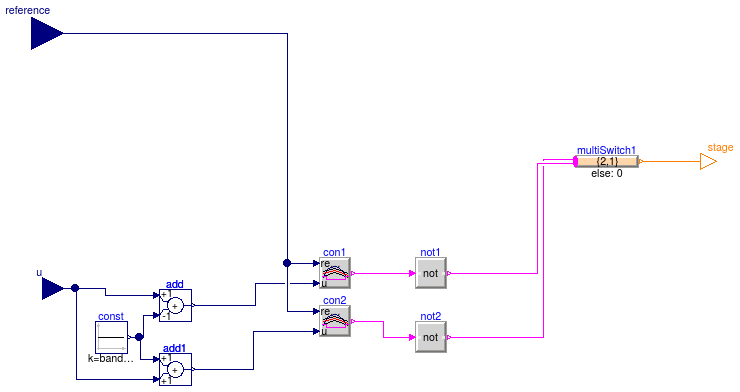 reference
stage
multiSwitch1
{2,1}
else: 0
con1
re
u
not1
not
u
add
+1
-1
+
const
k=band…
con2
re
u
not2
not
add1
+1
+1
+